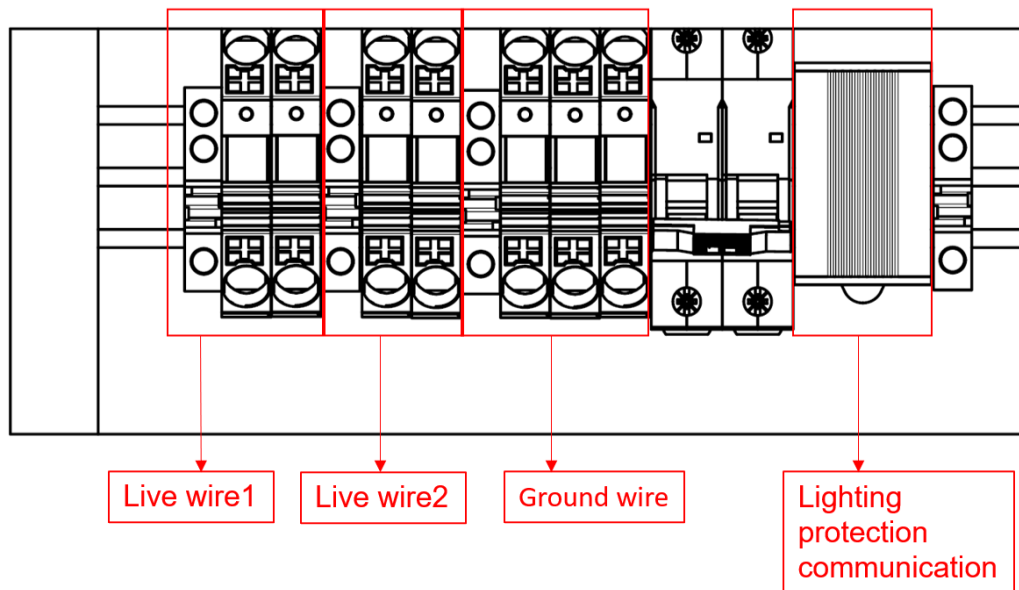 Live wire1
Live wire2
Ground wire
Lighting
protection
communication